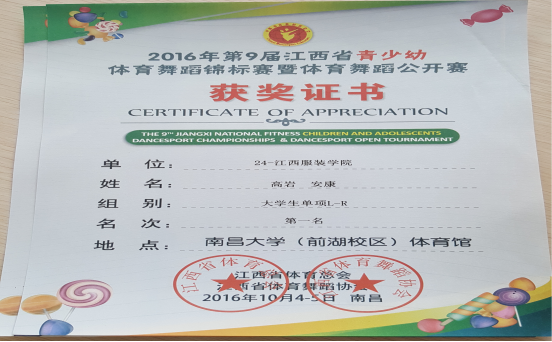 2016年第9届江西省青少幼
体育舞蹈锦标赛暨体育舞蹈公开赛
获奖证书
CERTIFICATE OF APPRECIATION
THE 9TH JIANGXI NATIONAL FITNESS CHILDREN AND ADOLESCENTS
DANCESPORT CHAMPIONSHIPS & DANCESPORT OPEN TOURNAMENT
单 位： 24-江西服装学院
姓 名： 高岩 安康
组 别： 大学生单项L-R
名 次： 第一名
地 点： 南昌大学（前湖校区）体育馆
江西省体育总会
江西省体育舞蹈协会
2016年10月4-5日 南昌